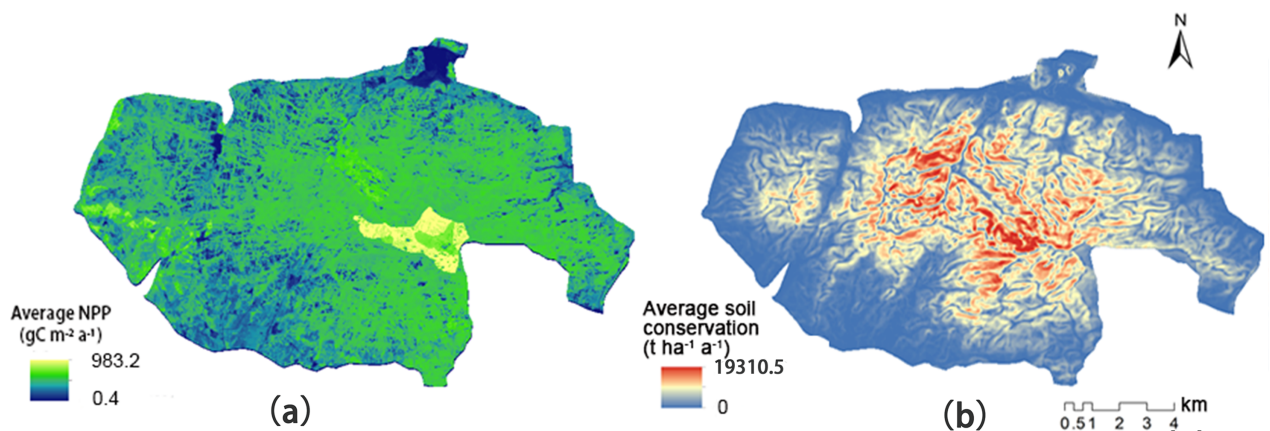 Average NPP
(gC m⁻² a⁻¹)
983.2
0.4
(a)
N
Average soil
conservation
(t ha⁻¹ a⁻¹)
19310.5
0
(b)
km
0 0.5 1 2 3 4